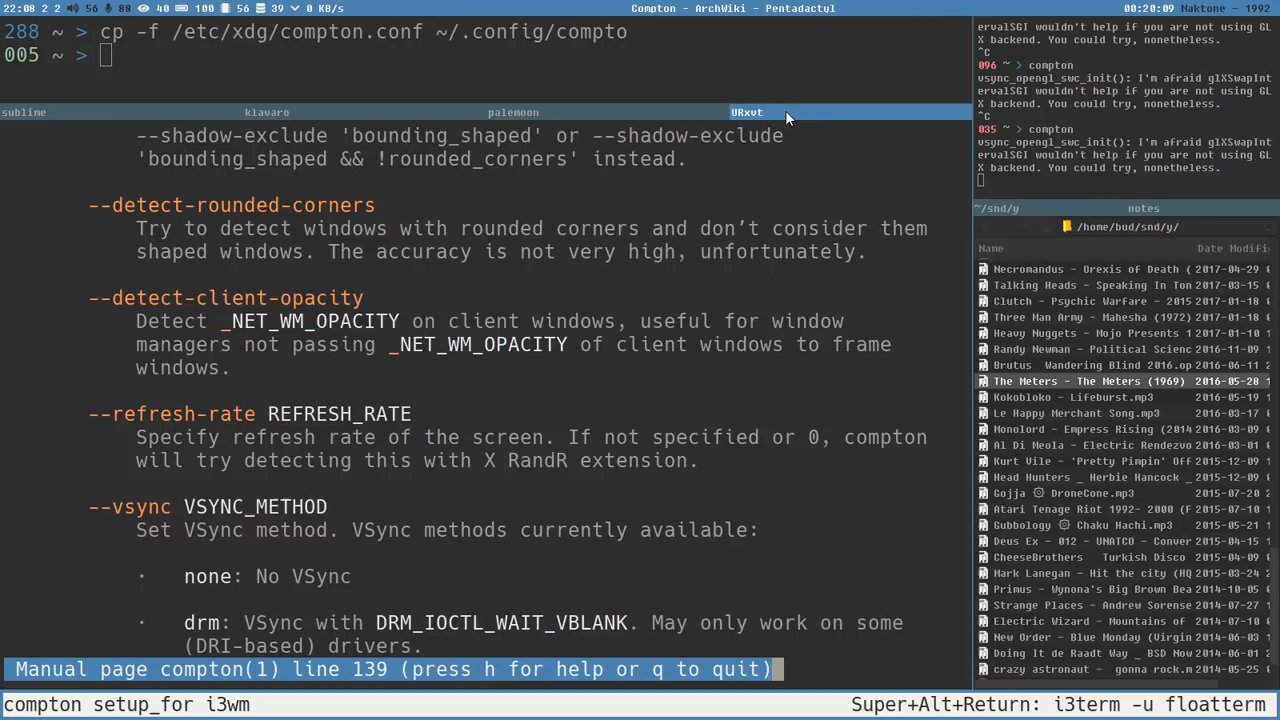 22:08 2 2 56 88 40 100 56 39 0 KB/s Compton - ArchWiki - Pentadactyl 00:20:09 Maktone - 1992
288 ~ > cp -f /etc/xdg/compton.conf ~/.config/compto
005 ~ >
sublime klavaro palemoon URxvt
--shadow-exclude 'bounding_shaped' or --shadow-exclude
'bounding_shaped && !rounded_corners' instead.
--detect-rounded-corners
Try to detect windows with rounded corners and don’t consider them
shaped windows. The accuracy is not very high, unfortunately.
--detect-client-opacity
Detect _NET_WM_OPACITY on client windows, useful for window
managers not passing _NET_WM_OPACITY of client windows to frame
windows.
--refresh-rate REFRESH_RATE
Specify refresh rate of the screen. If not specified or 0, compton
will try detecting this with X RandR extension.
--vsync VSYNC_METHOD
Set VSync method. VSync methods currently available:
· none: No VSync
· drm: VSync with DRM_IOCTL_WAIT_VBLANK. May only work on some
(DRI-based) drivers.
Manual page compton(1) line 139 (press h for help or q to quit)
ervalSGI wouldn't help if you are not using GL
X backend. You could try, nonetheless.
^C
096 ~ > compton
vsync_opengl_swc_init(): I'm afraid glXSwapInt
ervalSGI wouldn't help if you are not using GL
X backend. You could try, nonetheless.
^C
035 ~ > compton
vsync_opengl_swc_init(): I'm afraid glXSwapInt
ervalSGI wouldn't help if you are not using GL
X backend. You could try, nonetheless.
~/snd/y notes
/home/bud/snd/y/
Name Date Modifi
Necromandus - Orexis of Death ( 2017-04-29
Talking Heads - Speaking In Ton 2017-03-15
Clutch - Psychic Warfare - 2015 2017-01-18
Three Man Army - Mahesha (1972) 2017-01-18
Heavy Nuggets - Mojo Presents 1 2017-01-10
Randy Newman - Political Scienc 2016-11-09
Brutus Wandering Blind 2016.op 2016-06-11
The Meters - The Meters (1969) 2016-05-28
Kokobloko - Lifeburst.mp3 2016-05-19
Le Happy Merchant Song.mp3 2016-03-17
Monolord - Empress Rising (2014 2016-03-09
Al Di Meola - Electric Rendezvo 2016-03-01
Kurt Vile - 'Pretty Pimpin' Off 2015-12-09
Head Hunters _ Herbie Hancock _ 2015-12-09
Gojja ۞ DroneCone.mp3 2015-07-20
Atari Tenage Riot 1992- 2000 (F 2015-07-10
Gubbology ۞ Chaku Hachi.mp3 2015-05-21
Deus Ex - 012 - UNATCO - Conver 2015-04-15
CheeseBrothers Turkish Disco 2015-04-09
Mark Lanegan - Hit the city (HQ 2015-03-24
Primus - Wynona's Big Brown Bea 2014-10-05
Strange Places - Andrew Sorense 2014-07-27
Electric Wizard - Mountains of 2014-06-21
New Order - Blue Monday (Virgin 2014-06-21
Doing It de Raadt Way _ BSD Now 2014-06-21
crazy astronaut - gonna rock.m 2014-05-25
compton setup_for i3wm Super+Alt+Return: i3term -u floatterm